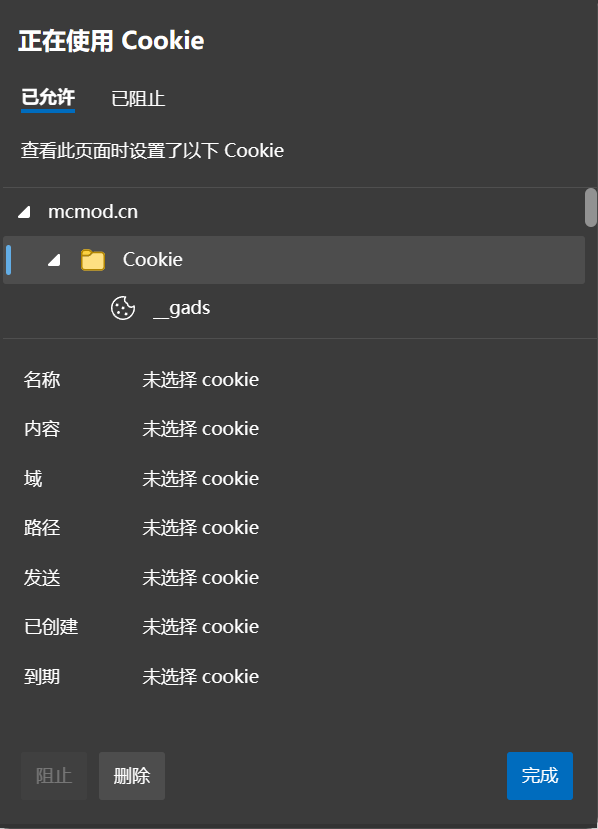 正在使用 Cookie
已允许 已阻止
查看此页面时设置了以下 Cookie
mcmod.cn
Cookie
__gads
名称 未选择 cookie
内容 未选择 cookie
域 未选择 cookie
路径 未选择 cookie
发送 未选择 cookie
已创建 未选择 cookie
到期 未选择 cookie
阻止 删除 完成